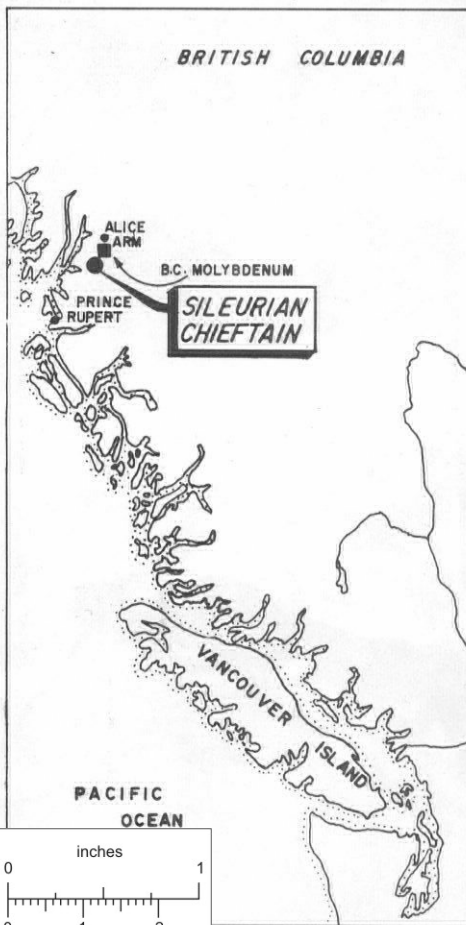 BRITISH COLUMBIA
ALICE
ARM
B.C. MOLYBDENUM
PRINCE
RUPERT
SILEURIAN
CHIEFTAIN
VANCOUVER
ISLAND
PACIFIC
OCEAN
inches
0 1